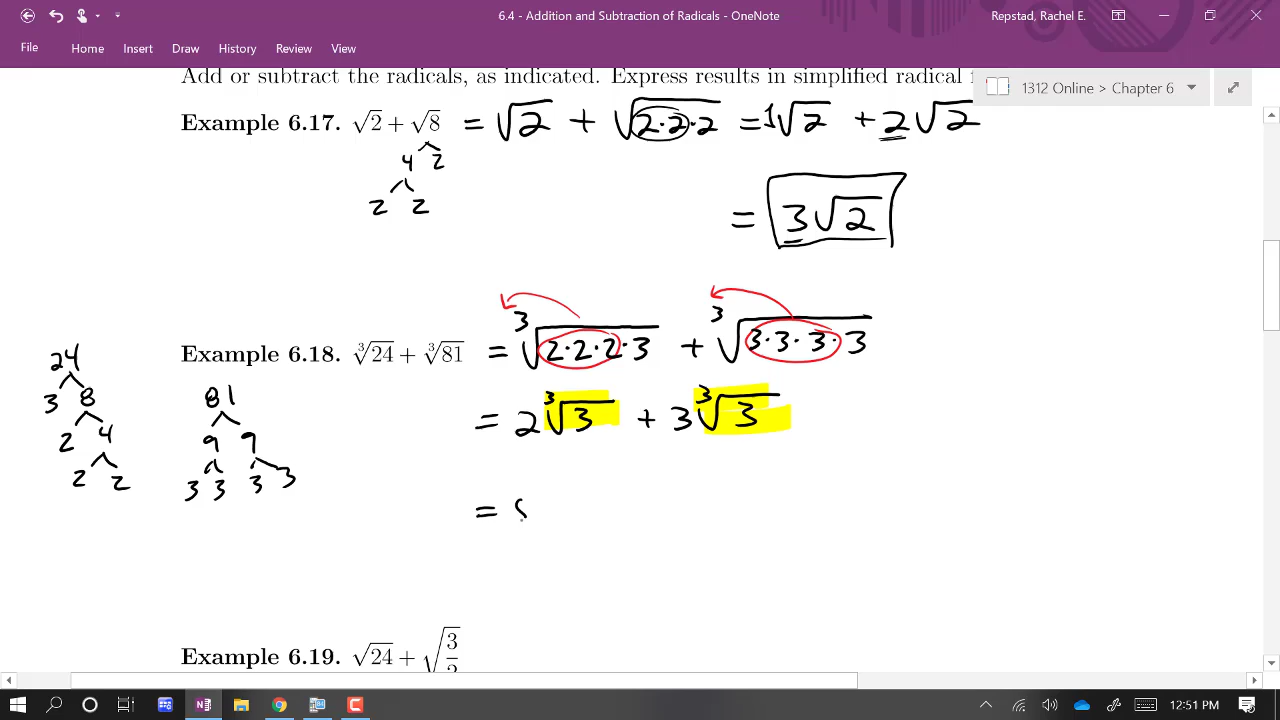 6.4 - Addition and Subtraction of Radicals - OneNote
Repstad, Rachel E.
File Home Insert Draw History Review View
Add or subtract the radicals, as indicated. Express results in simplified radical
1312 Online > Chapter 6
Example 6.17. √2 + √8 = √2 + √2·2·2 = 1√2 + 2√2
4 2
2 2
= 3√2
Example 6.18. ∛24 + ∛81 = ∛2·2·2·3 + ∛3·3·3·3
24
3 8
2 4
2 2
81
9 9
3 3 3 3
= 2∛3 + 3∛3
=
Example 6.19. √24 + √3
12:51 PM